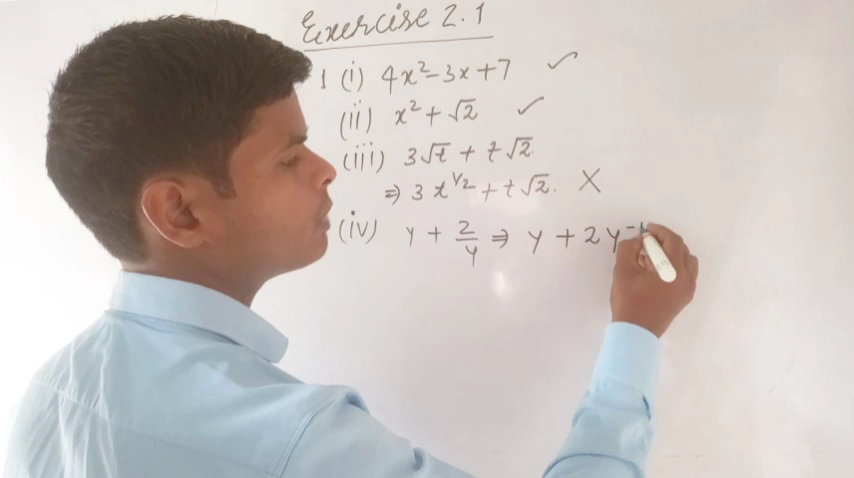 Exercise 2.1
1 (i) 4x²-3x+7 ✓
(ii) x² + √2 ✓
(iii) 3√t + t√2
⇒ 3 t^1/2 + t√2. X
(iv) y + 2/y ⇒ y + 2y⁻